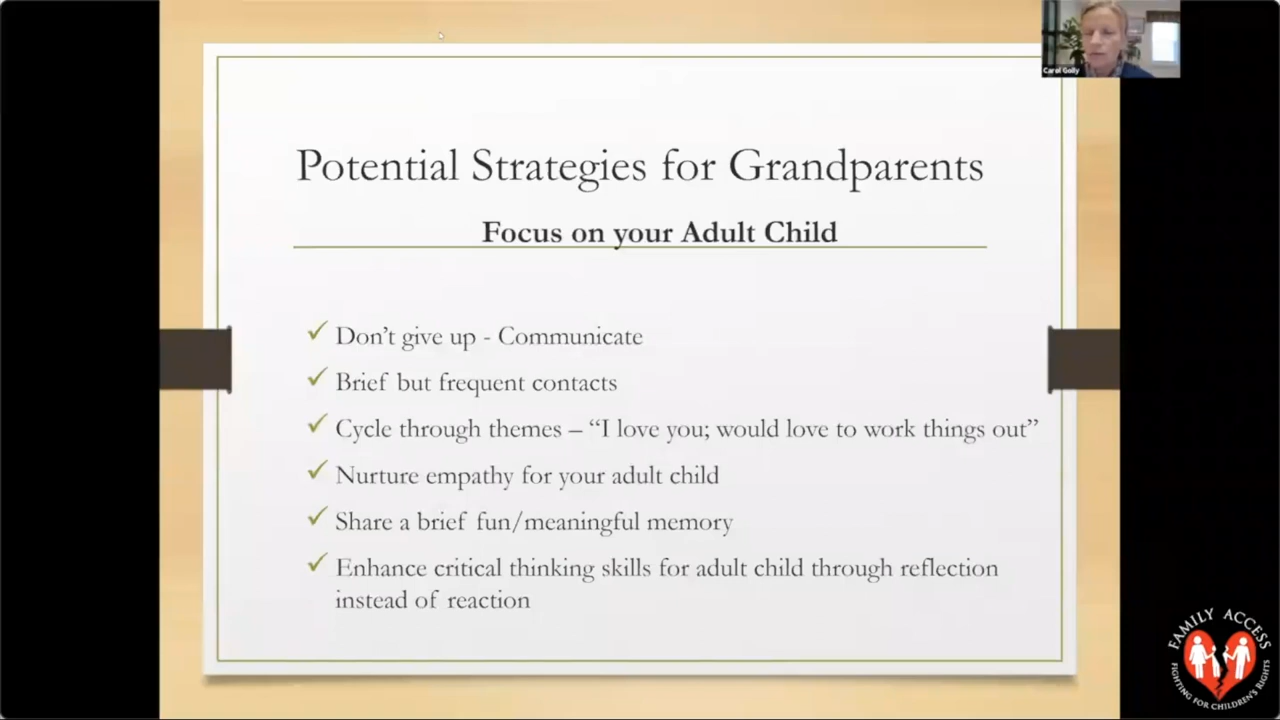 Carol Golly
Potential Strategies for Grandparents
Focus on your Adult Child
Don't give up - Communicate
Brief but frequent contacts
Cycle through themes – “I love you; would love to work things out”
Nurture empathy for your adult child
Share a brief fun/meaningful memory
Enhance critical thinking skills for adult child through reflection
instead of reaction
FAMILY ACCESS
FIGHTING FOR CHILDREN'S RIGHTS